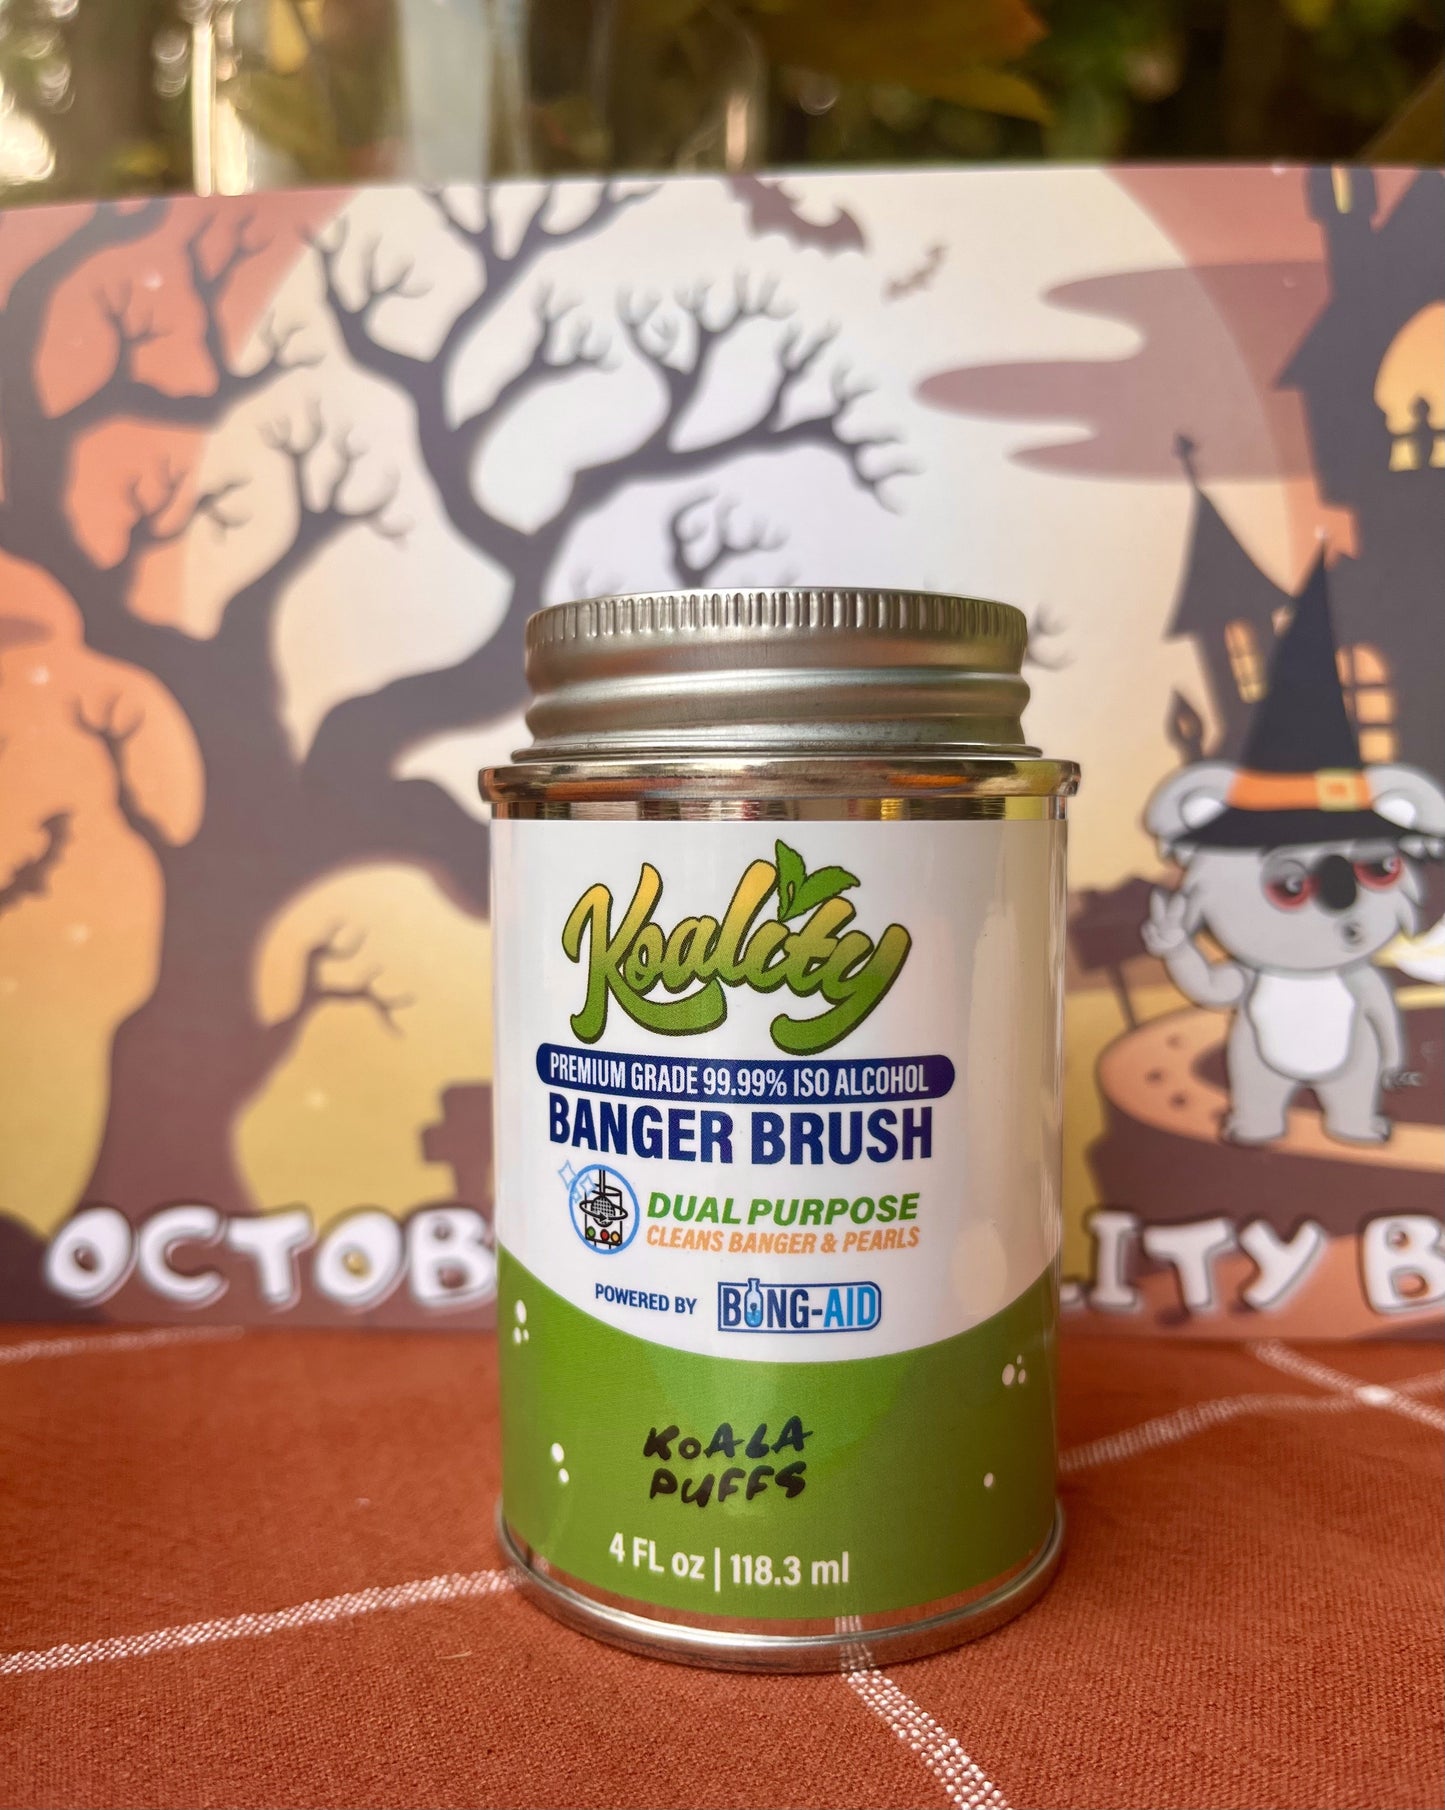 Koality
PREMIUM GRADE 99.99% ISO ALCOHOL
BANGER BRUSH
DUAL PURPOSE
CLEANS BANGER & PEARLS
POWERED BY BONG-AID
KOALA
PUFFS
4 FL oz | 118.3 ml
OCTOB
LITY B